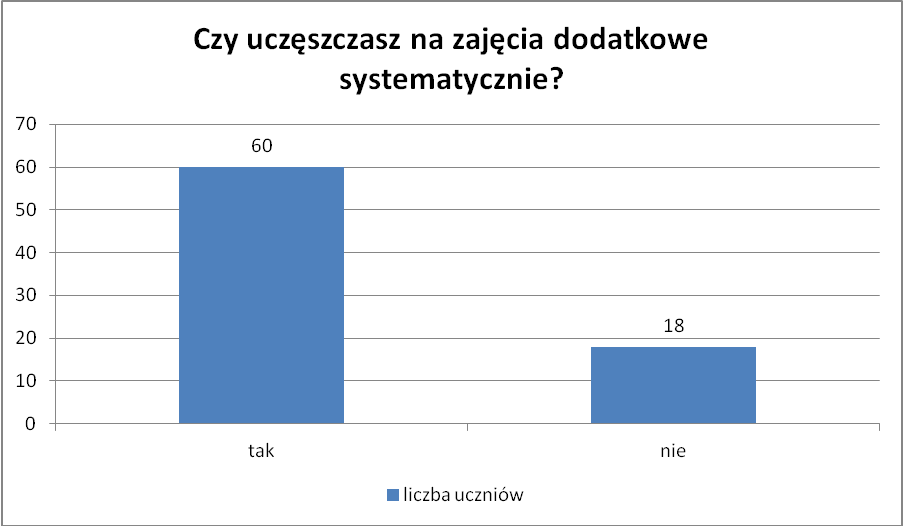 Czy uczęszczasz na zajęcia dodatkowe
systematycznie?
70
60
50
40
30
20
10
0
60
18
tak
nie
liczba uczniów